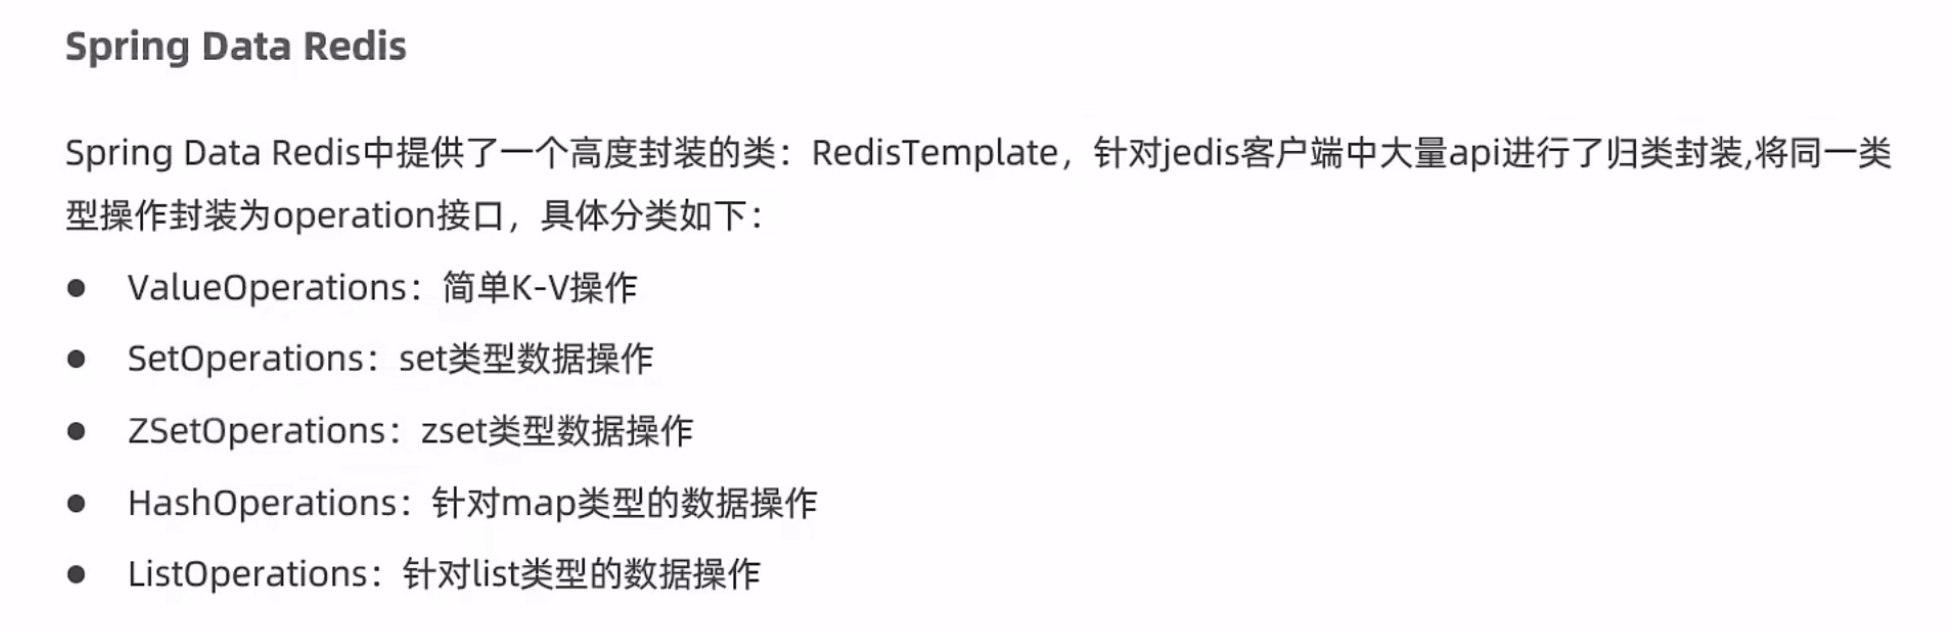 Spring Data Redis
Spring Data Redis中提供了一个高度封装的类：RedisTemplate，针对jedis客户端中大量api进行了归类封装,将同一类
型操作封装为operation接口，具体分类如下：
● ValueOperations：简单K-V操作
● SetOperations：set类型数据操作
● ZSetOperations：zset类型数据操作
● HashOperations：针对map类型的数据操作
● ListOperations：针对list类型的数据操作